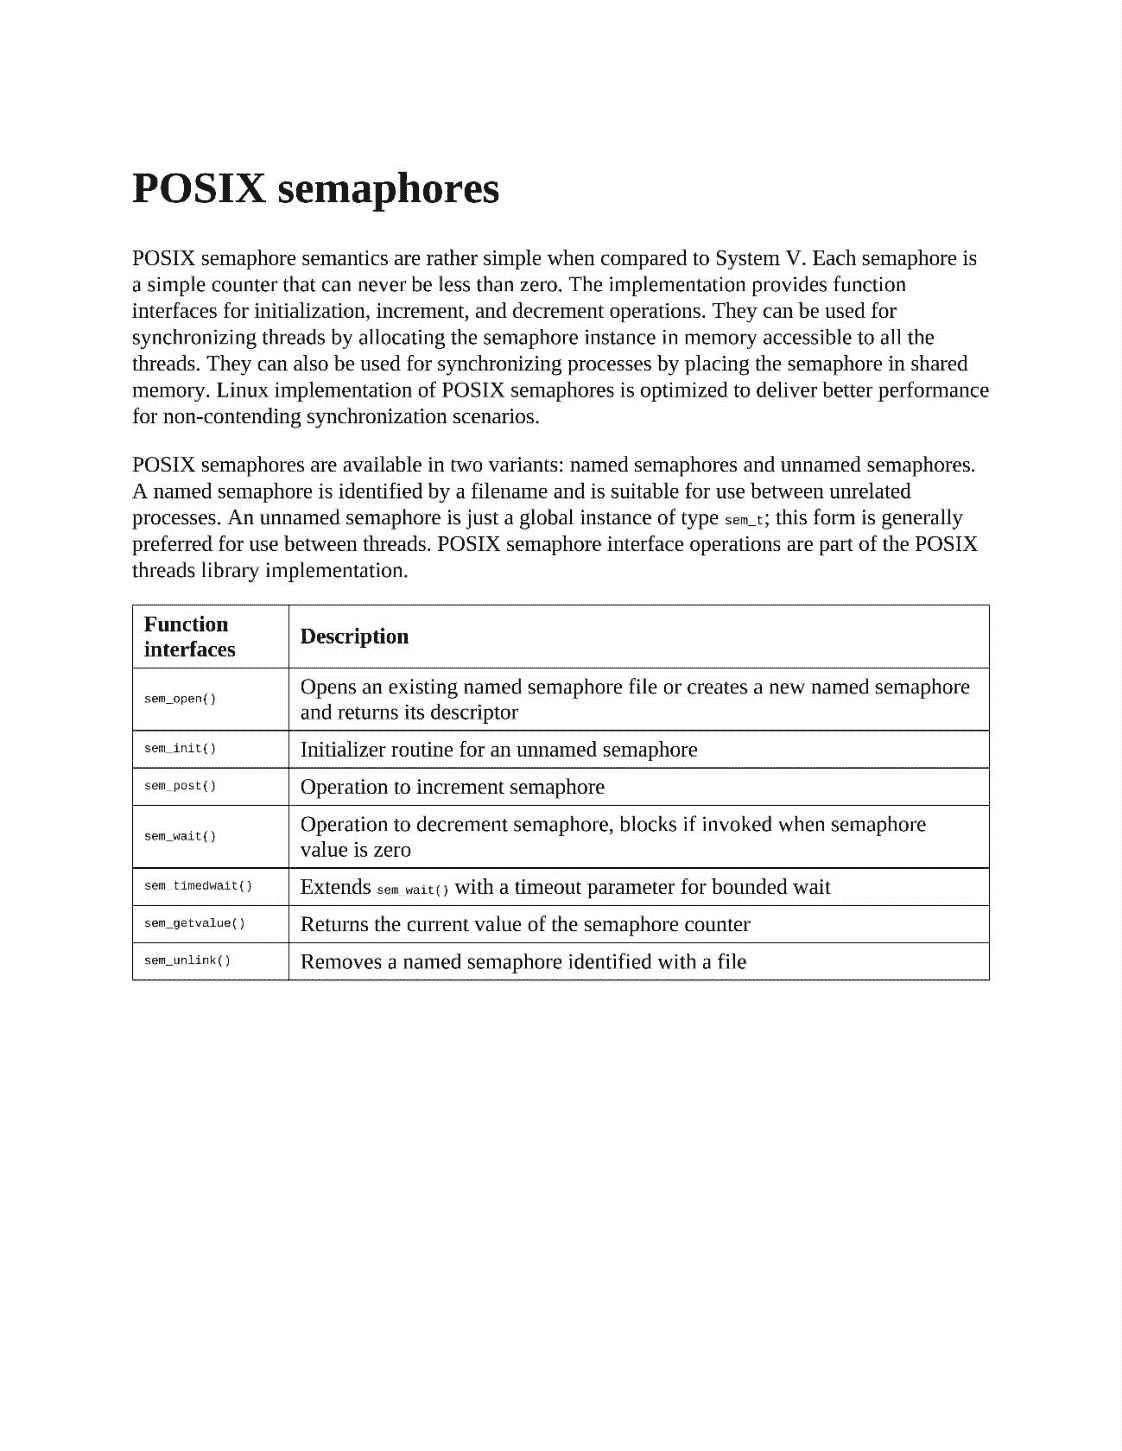 POSIX semaphores
POSIX semaphore semantics are rather simple when compared to System V. Each semaphore is
a simple counter that can never be less than zero. The implementation provides function
interfaces for initialization, increment, and decrement operations. They can be used for
synchronizing threads by allocating the semaphore instance in memory accessible to all the
threads. They can also be used for synchronizing processes by placing the semaphore in shared
memory. Linux implementation of POSIX semaphores is optimized to deliver better performance
for non-contending synchronization scenarios.
POSIX semaphores are available in two variants: named semaphores and unnamed semaphores.
A named semaphore is identified by a filename and is suitable for use between unrelated
processes. An unnamed semaphore is just a global instance of type sem_t; this form is generally
preferred for use between threads. POSIX semaphore interface operations are part of the POSIX
threads library implementation.
Function
interfaces
Description
sem_open()
Opens an existing named semaphore file or creates a new named semaphore
and returns its descriptor
sem_init()
Initializer routine for an unnamed semaphore
sem_post()
Operation to increment semaphore
sem_wait()
Operation to decrement semaphore, blocks if invoked when semaphore
value is zero
sem_timedwait()
Extends sem_wait() with a timeout parameter for bounded wait
sem_getvalue()
Returns the current value of the semaphore counter
sem_unlink()
Removes a named semaphore identified with a file